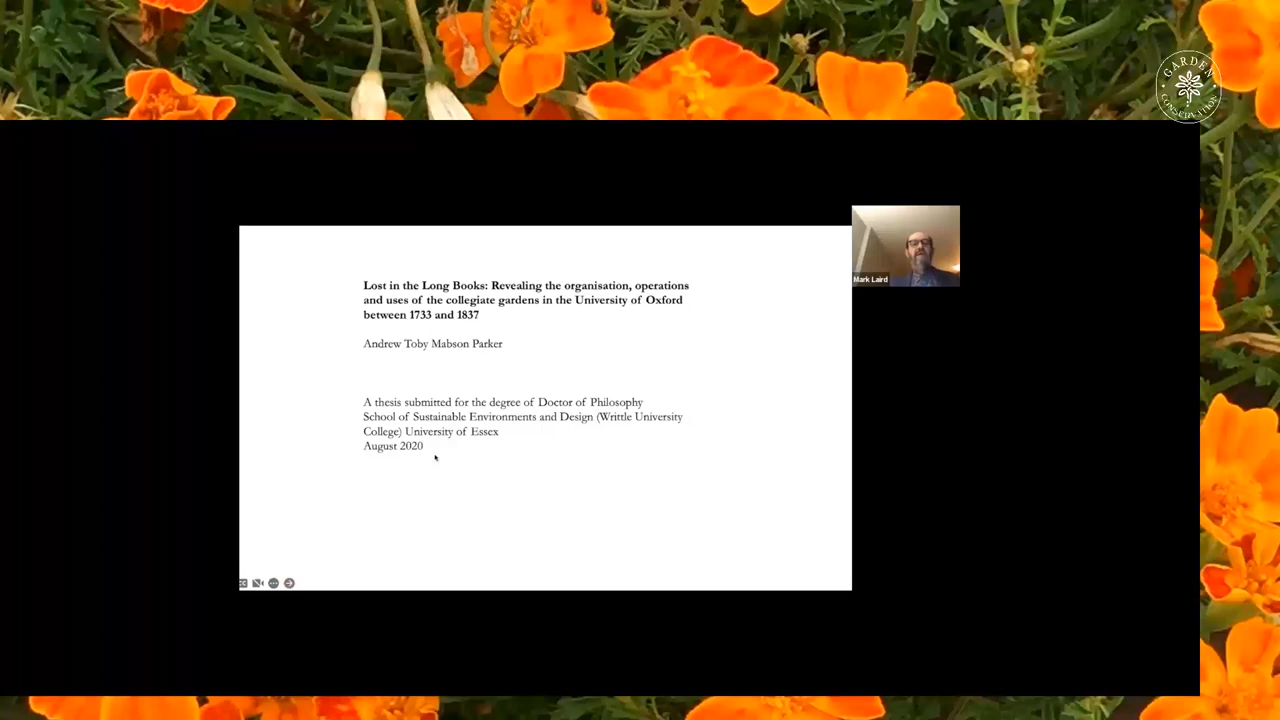 GARDEN
CONSERVATION
Mark Laird
Lost in the Long Books: Revealing the organisation, operations
and uses of the collegiate gardens in the University of Oxford
between 1733 and 1837
Andrew Toby Mabson Parker
A thesis submitted for the degree of Doctor of Philosophy
School of Sustainable Environments and Design (Writtle University
College) University of Essex
August 2020